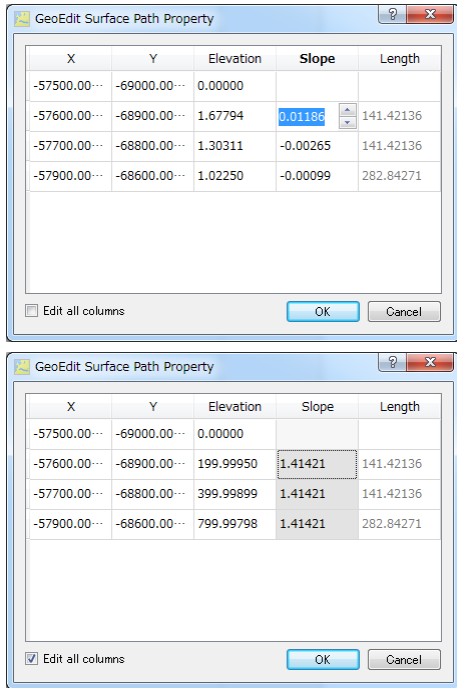 GeoEdit Surface Path Property
X Y Elevation Slope Length
-57500.00… -69000.00… 0.00000
-57600.00… -68900.00… 1.67794 0.01186 141.42136
-57700.00… -68800.00… 1.30311 -0.00265 141.42136
-57900.00… -68600.00… 1.02250 -0.00099 282.84271
Edit all columns OK Cancel
GeoEdit Surface Path Property
X Y Elevation Slope Length
-57500.00… -69000.00… 0.00000
-57600.00… -68900.00… 199.99950 1.41421 141.42136
-57700.00… -68800.00… 399.99899 1.41421 141.42136
-57900.00… -68600.00… 799.99798 1.41421 282.84271
Edit all columns OK Cancel